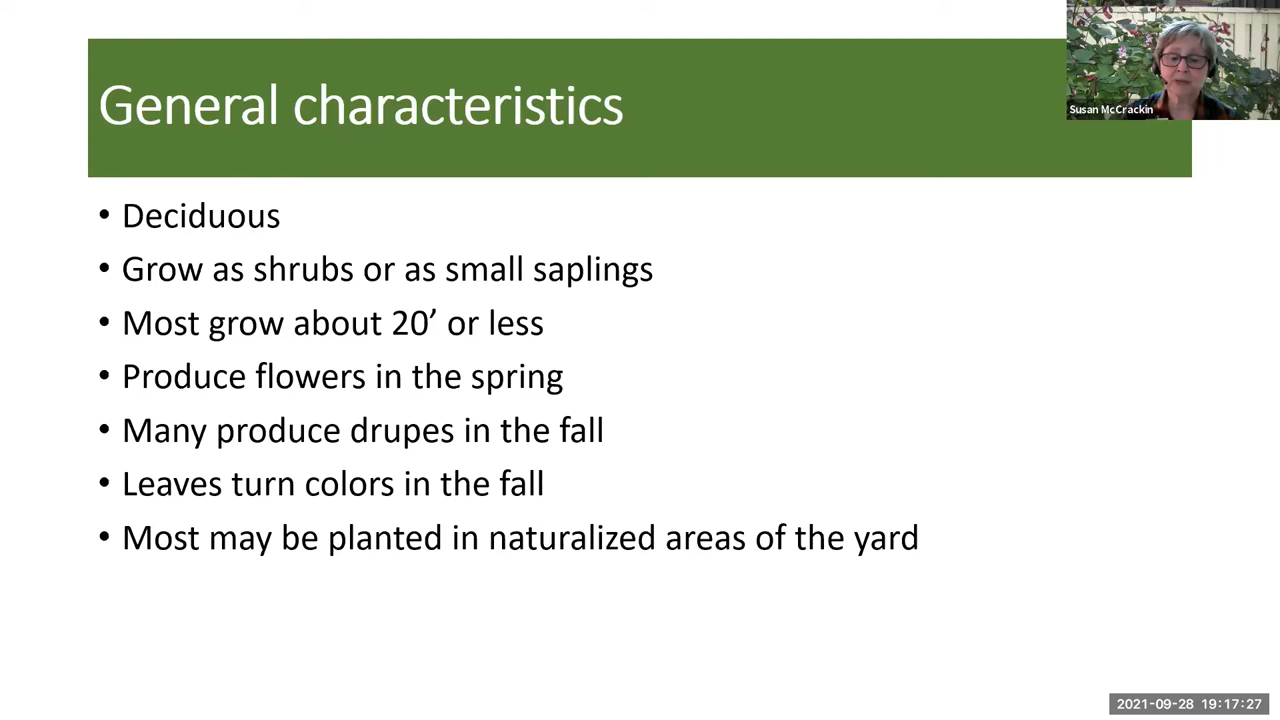 General characteristics
Susan McCrackin
• Deciduous
• Grow as shrubs or as small saplings
• Most grow about 20’ or less
• Produce flowers in the spring
• Many produce drupes in the fall
• Leaves turn colors in the fall
• Most may be planted in naturalized areas of the yard
2021-09-28 19:17:27